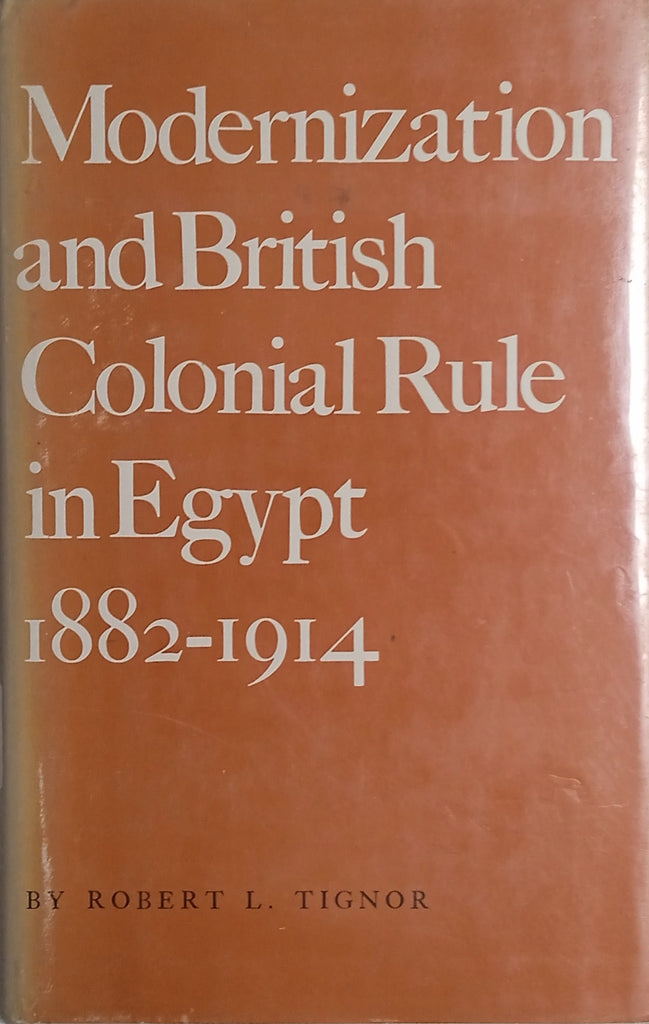 Modernization
and British
Colonial Rule
in Egypt
1882-1914
BY ROBERT L. TIGNOR